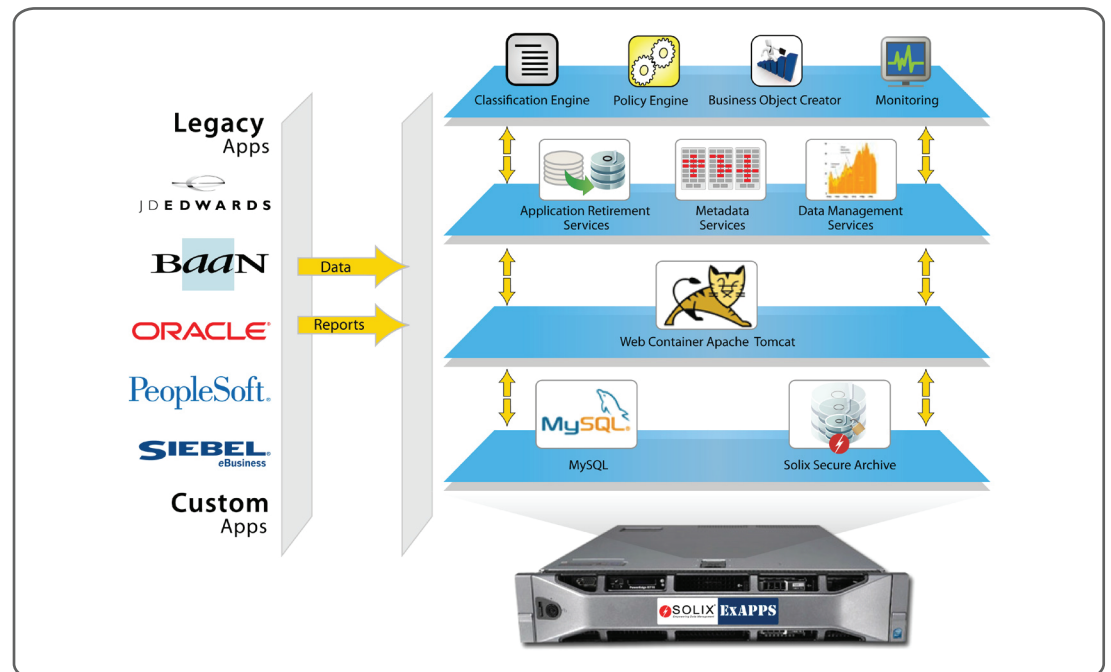 Legacy
Apps
JDEDWARDS
BaaN
ORACLE
PeopleSoft.
SIEBEL.
eBusiness
Custom
Apps
Data
Reports
Classification Engine
Policy Engine
Business Object Creator
Monitoring
Application Retirement
Services
Metadata
Services
Data Management
Services
Web Container Apache Tomcat
MySQL
MySQL
Solix Secure Archive
SOLIX
ExAPPS